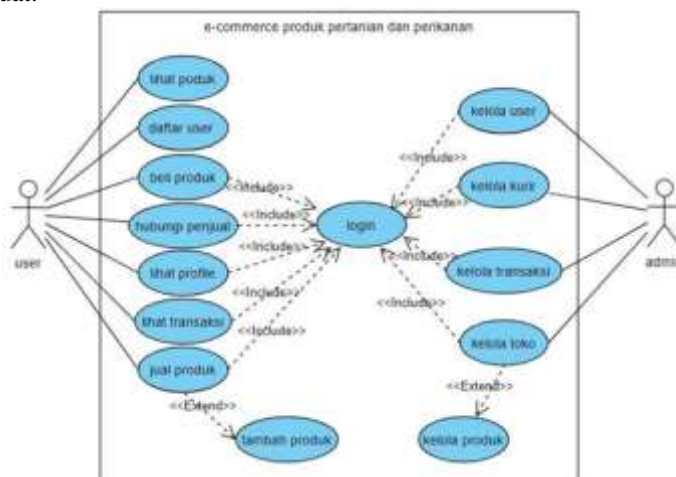 e-commerce produk pertanian dan perikanan
lihat poduk
daftar user
beli produk
hubungi penjual
lihat profile
lihat transaksi
jual produk
user
<<Include>>
<<Include>>
<<Include>>
<<Include>>
<<Include>>
<<Extend>>
tambah produk
login
kelola user
kelola kurir
kelola transaksi
kelola toko
<<Include>>
<<Include>>
<<Include>>
<<Include>>
<<Extend>>
kelola produk